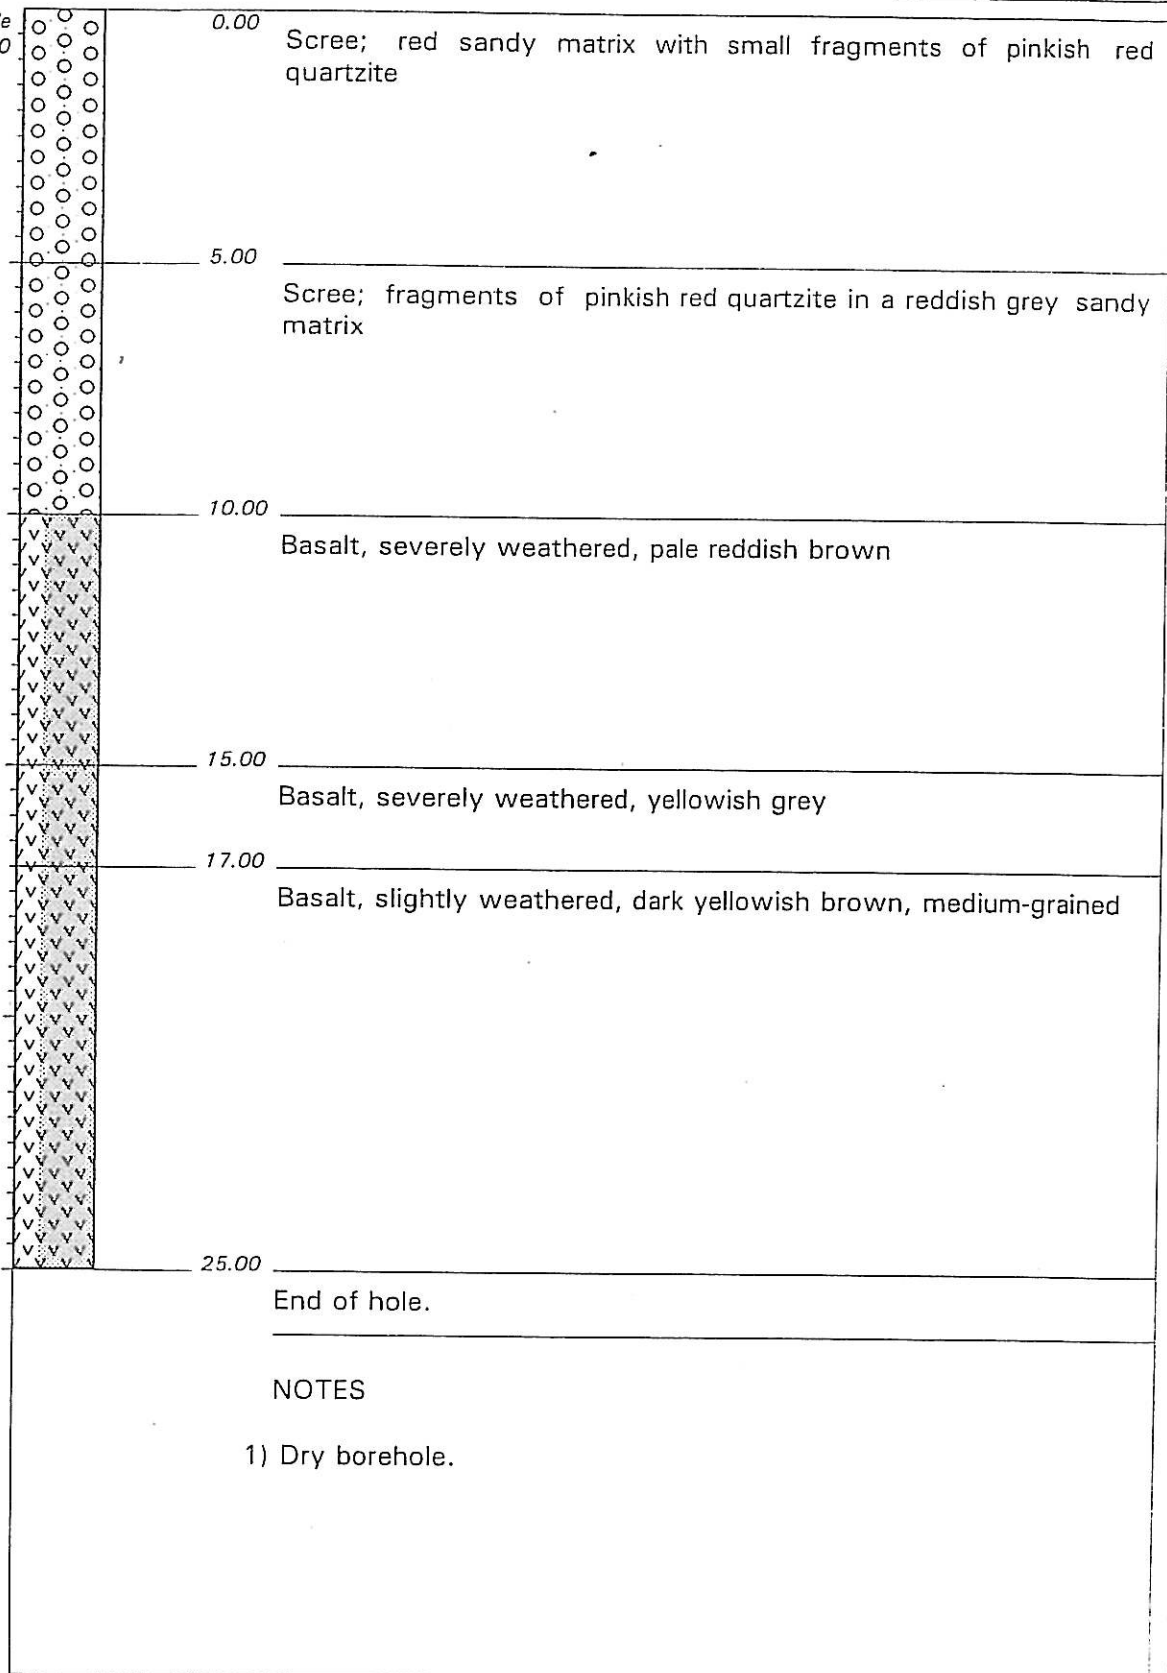 0.00
Scree; red sandy matrix with small fragments of pinkish red
quartzite
5.00
Scree; fragments of pinkish red quartzite in a reddish grey sandy
matrix
10.00
Basalt, severely weathered, pale reddish brown
15.00
Basalt, severely weathered, yellowish grey
17.00
Basalt, slightly weathered, dark yellowish brown, medium-grained
25.00
End of hole.
NOTES
1) Dry borehole.